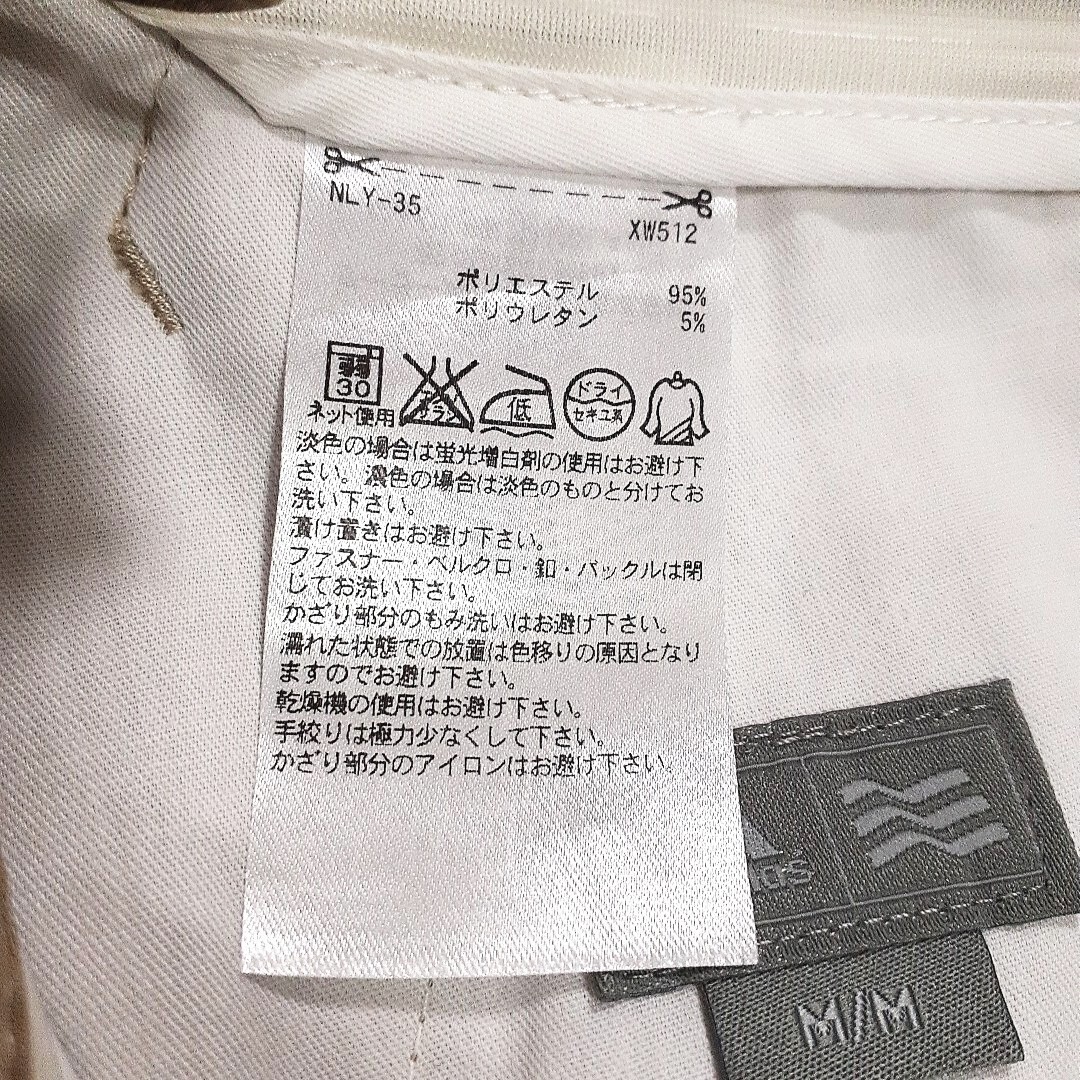 NLY-35
XW512
ポリエステル 95%
ポリウレタン 5%
弱 30
ネット使用
低
ドライ
セキユ系
淡色の場合は蛍光増白剤の使用はお避け下
さい。濃色の場合は淡色のものと分けてお
洗い下さい。
漬け置きはお避け下さい。
ファスナー・ベルクロ・釦・バックルは閉
じてお洗い下さい。
かざり部分のもみ洗いはお避け下さい。
濡れた状態での放置は色移りの原因となり
ますのでお避け下さい。
乾燥機の使用はお避け下さい。
手絞りは極力少なくして下さい。
かざり部分のアイロンはお避け下さい。
M/M